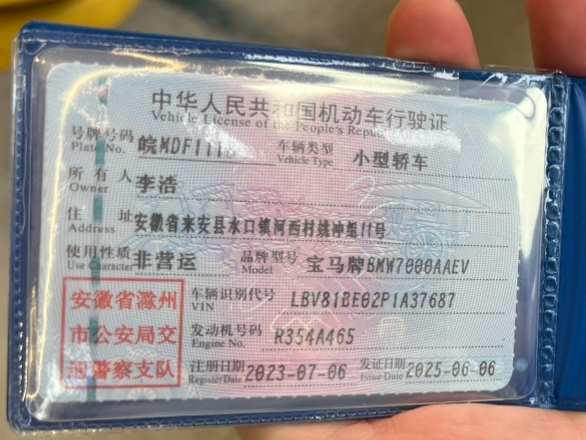 中华人民共和国机动车行驶证
Vehicle License of the People's Republic
号牌号码 皖MDF1118 车辆类型 小型轿车
Plate No. Vehicle Type
所有人 李浩
Owner
住址 安徽省来安县水口镇河西村姚冲组11号
Address
使用性质 非营运 品牌型号 宝马牌BMW7000AAEV
Use Character Model
安徽省滁州 车辆识别代号 LBV81BE02P1A37687
VIN
市公安局交 发动机号码 R354A465
Engine No.
通警察支队 注册日期 2023-07-06 发证日期 2025-06-06
Register Date Issue Date